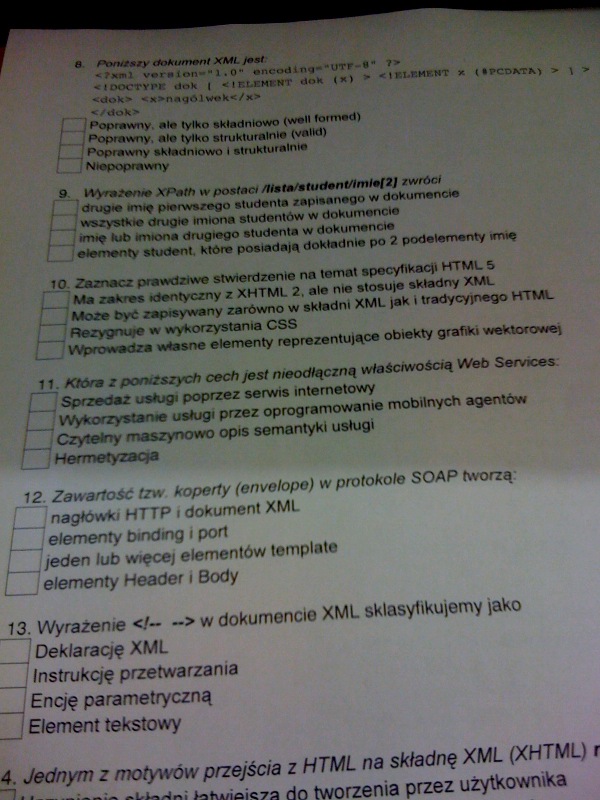 8. Poniższy dokument XML jest:
<?xml version="1.0" encoding="UTF-8" ?>
<!DOCTYPE dok [ <!ELEMENT dok (x) > <!ELEMENT x (#PCDATA) > ] >
<dok> <x>nagólwek</x>
</dok>
Poprawny, ale tylko składniowo (well formed)
Poprawny, ale tylko strukturalnie (valid)
Poprawny składniowo i strukturalnie
Niepoprawny
9. Wyrażenie XPath w postaci /lista/student/imie[2] zwróci
drugie imię pierwszego studenta zapisanego w dokumencie
wszystkie drugie imiona studentów w dokumencie
imię lub imiona drugiego studenta w dokumencie
elementy student, które posiadają dokładnie po 2 podelementy imię
10. Zaznacz prawdziwe stwierdzenie na temat specyfikacji HTML 5
Ma zakres identyczny z XHTML 2, ale nie stosuje składny XML
Może być zapisywany zarówno w składni XML jak i tradycyjnego HTML
Rezygnuje w wykorzystania CSS
Wprowadza własne elementy reprezentujące obiekty grafiki wektorowej
11. Która z poniższych cech jest nieodłączną właściwością Web Services:
Sprzedaż usługi poprzez serwis internetowy
Wykorzystanie usługi przez oprogramowanie mobilnych agentów
Czytelny maszynowo opis semantyki usługi
Hermetyzacja
12. Zawartość tzw. koperty (envelope) w protokole SOAP tworzą:
nagłówki HTTP i dokument XML
elementy binding i port
jeden lub więcej elementów template
elementy Header i Body
13. Wyrażenie <!-- --> w dokumencie XML sklasyfikujemy jako
Deklarację XML
Instrukcję przetwarzania
Encję parametryczną
Element tekstowy
4. Jednym z motywów przejścia z HTML na składnę XML (XHTML)
składni łatwiejszą do tworzenia przez użytkownika